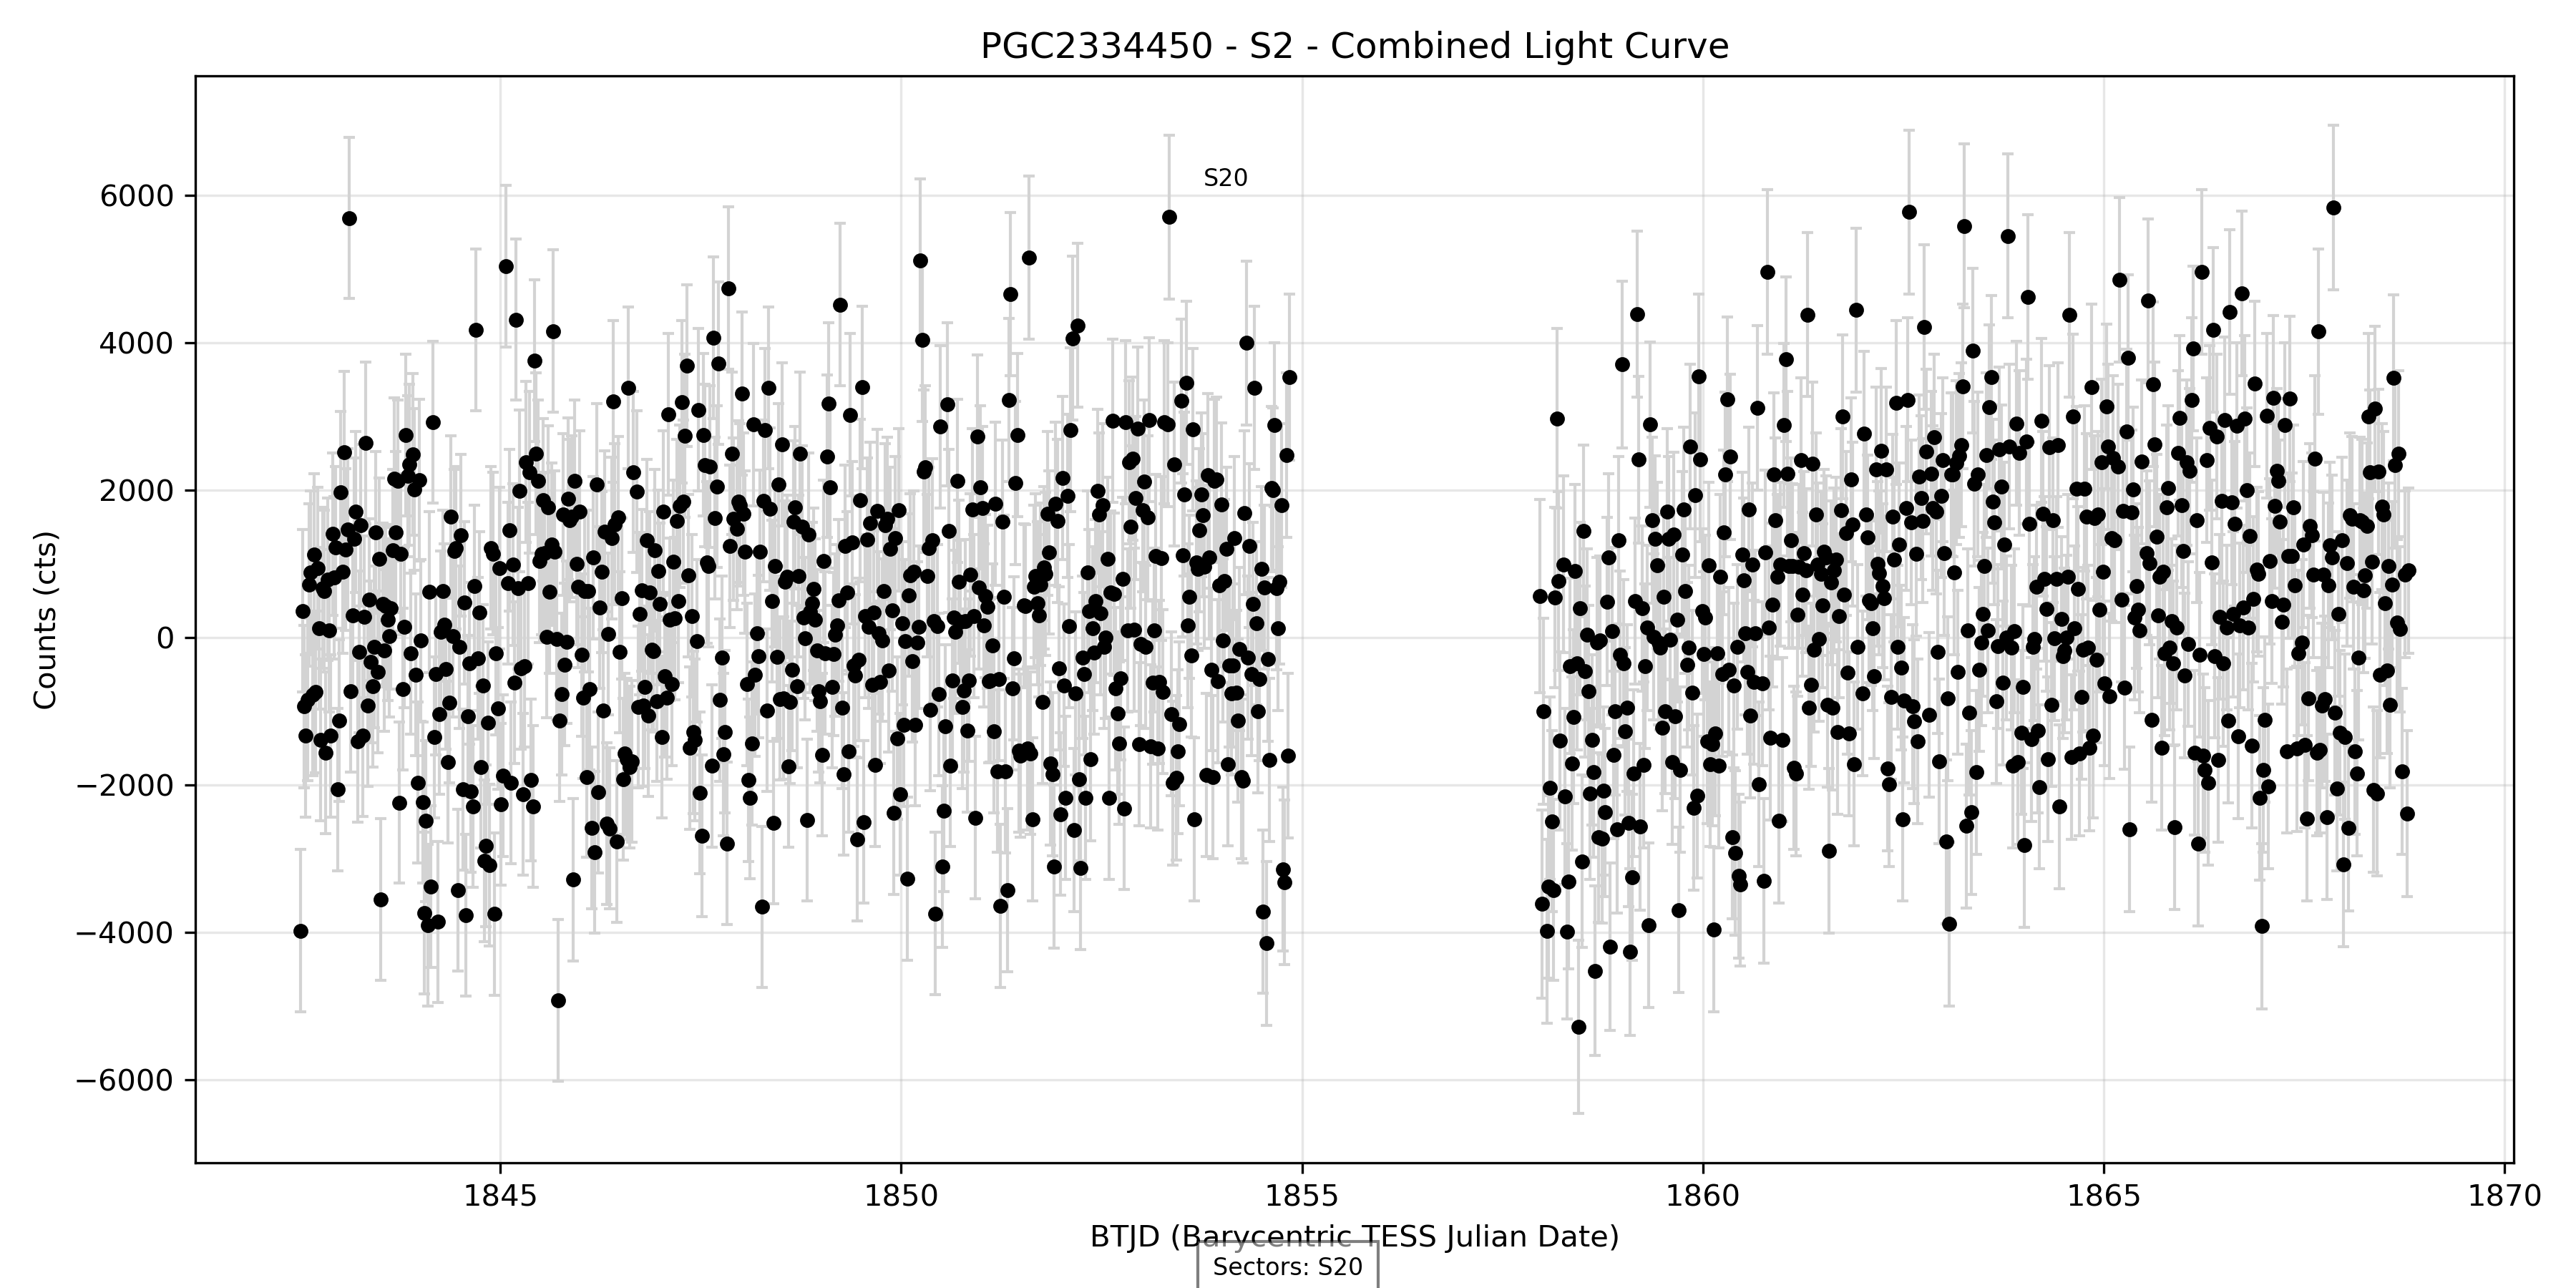 PGC2334450 - S2 - Combined Light Curve
S20
6000
4000
2000
0
−2000
−4000
−6000
Counts (cts)
1845
1850
1855
1860
1865
1870
BTJD (Barycentric TESS Julian Date)
Sectors: S20